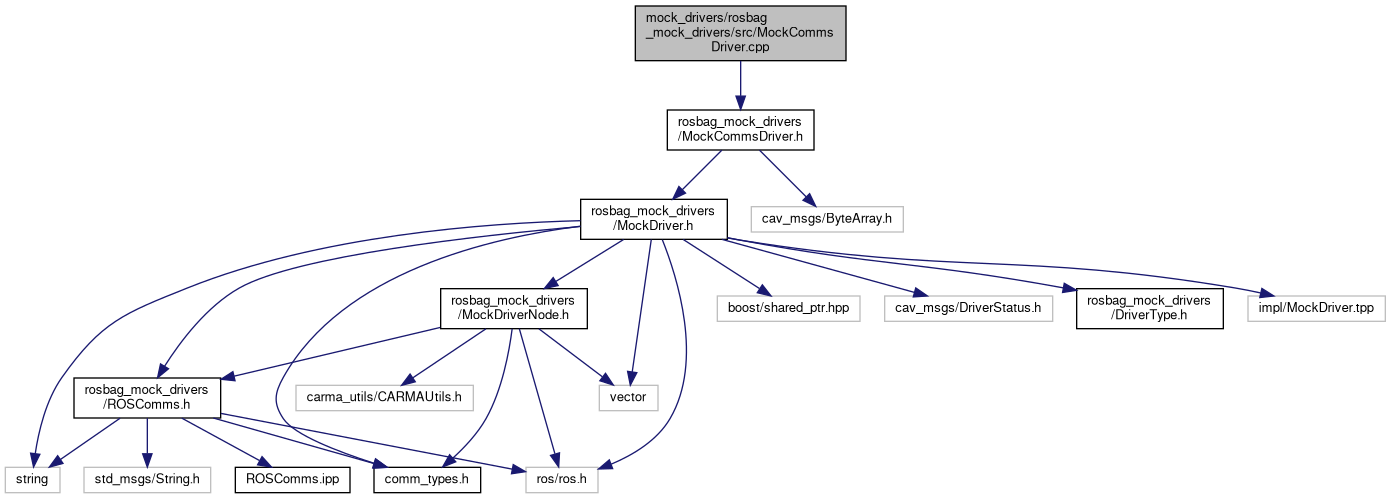 mock_drivers/rosbag
_mock_drivers/src/MockComms
Driver.cpp
rosbag_mock_drivers
/MockCommsDriver.h
rosbag_mock_drivers
/MockDriver.h
cav_msgs/ByteArray.h
rosbag_mock_drivers
/MockDriverNode.h
boost/shared_ptr.hpp
cav_msgs/DriverStatus.h
rosbag_mock_drivers
/DriverType.h
impl/MockDriver.tpp
rosbag_mock_drivers
/ROSComms.h
carma_utils/CARMAUtils.h
vector
string
std_msgs/String.h
ROSComms.ipp
comm_types.h
ros/ros.h